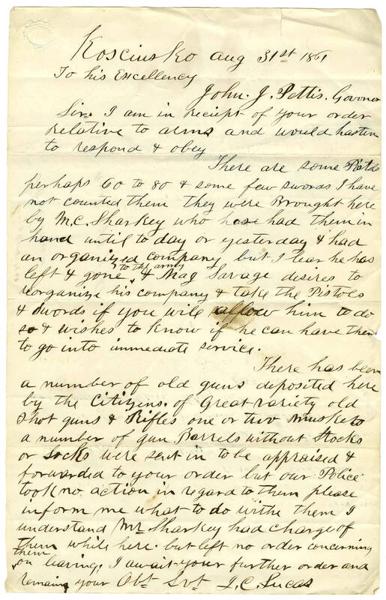 Kosciusko Aug 31st 1861
To his Excellency
John. J. Pettis. Govornor
Sir. I am in reciept of your order
relative to arms and would hasten
to respond & obey
There are some Pistols
perhaps 60 to 80 & some few swords I have
not counted them they were Brought here
by M.C. Sharkey who has had them in
hand until to day or yesterday & had
an organized company but I lear he has
left & gone to the army & Maj Savage desires to
reorganize his company & take the Pistols
& swords if you will allow him to do
so & wishes to know if he can have them
to go into immediate service.
There has been
a number of old guns deposited here
by the Citizens of Great variety old
shot guns & Rifles one or two muskets
a number of gun Barrels without Stocks
or Locks were sent in to be appraised &
forwarded to your order but our Police
took no action in regard to them please
inform me what to do withe them I
understand Mr Sharkey had charge of
them while here but left no order concerning
them on leaving, I await your further order and
remaing your Obt Svt J. C. Lucas